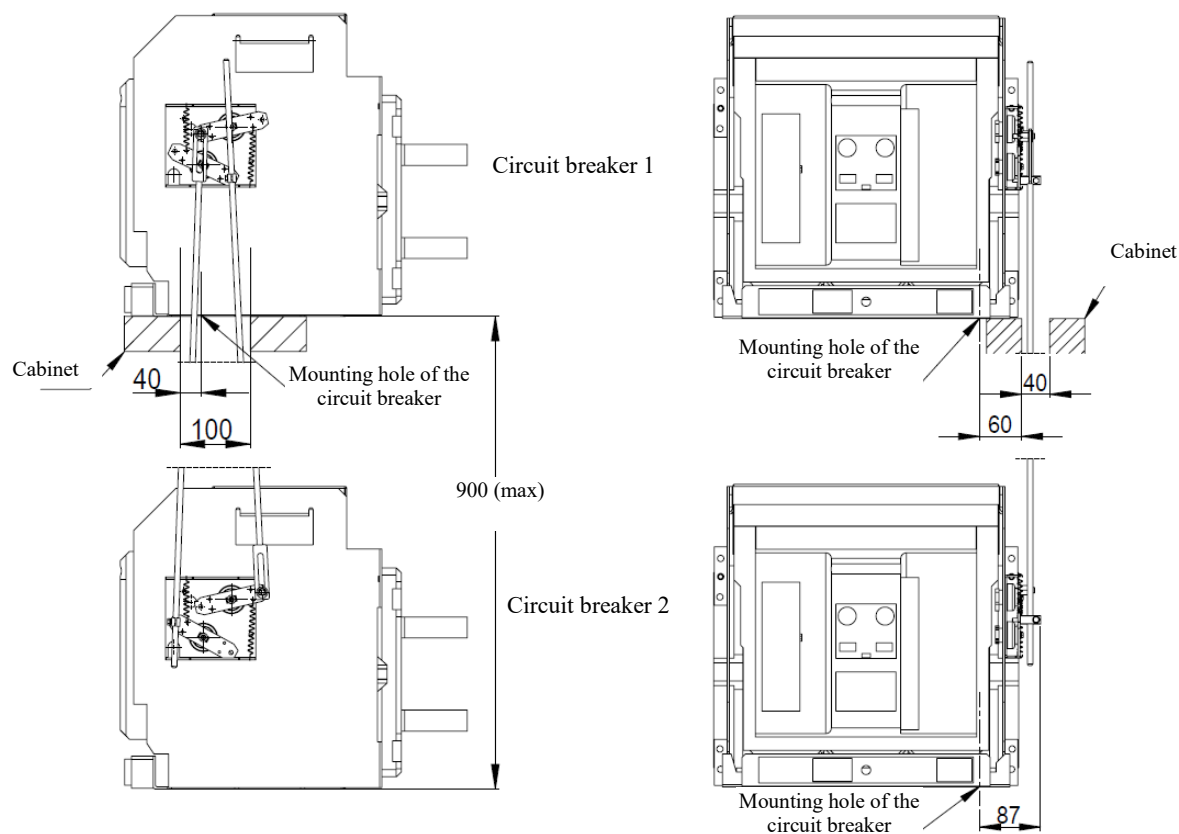 Circuit breaker 1
Cabinet
Mounting hole of the
circuit breaker
Cabinet
40
Mounting hole of the
circuit breaker
40
100
60
900 (max)
Circuit breaker 2
Mounting hole of the
circuit breaker
87